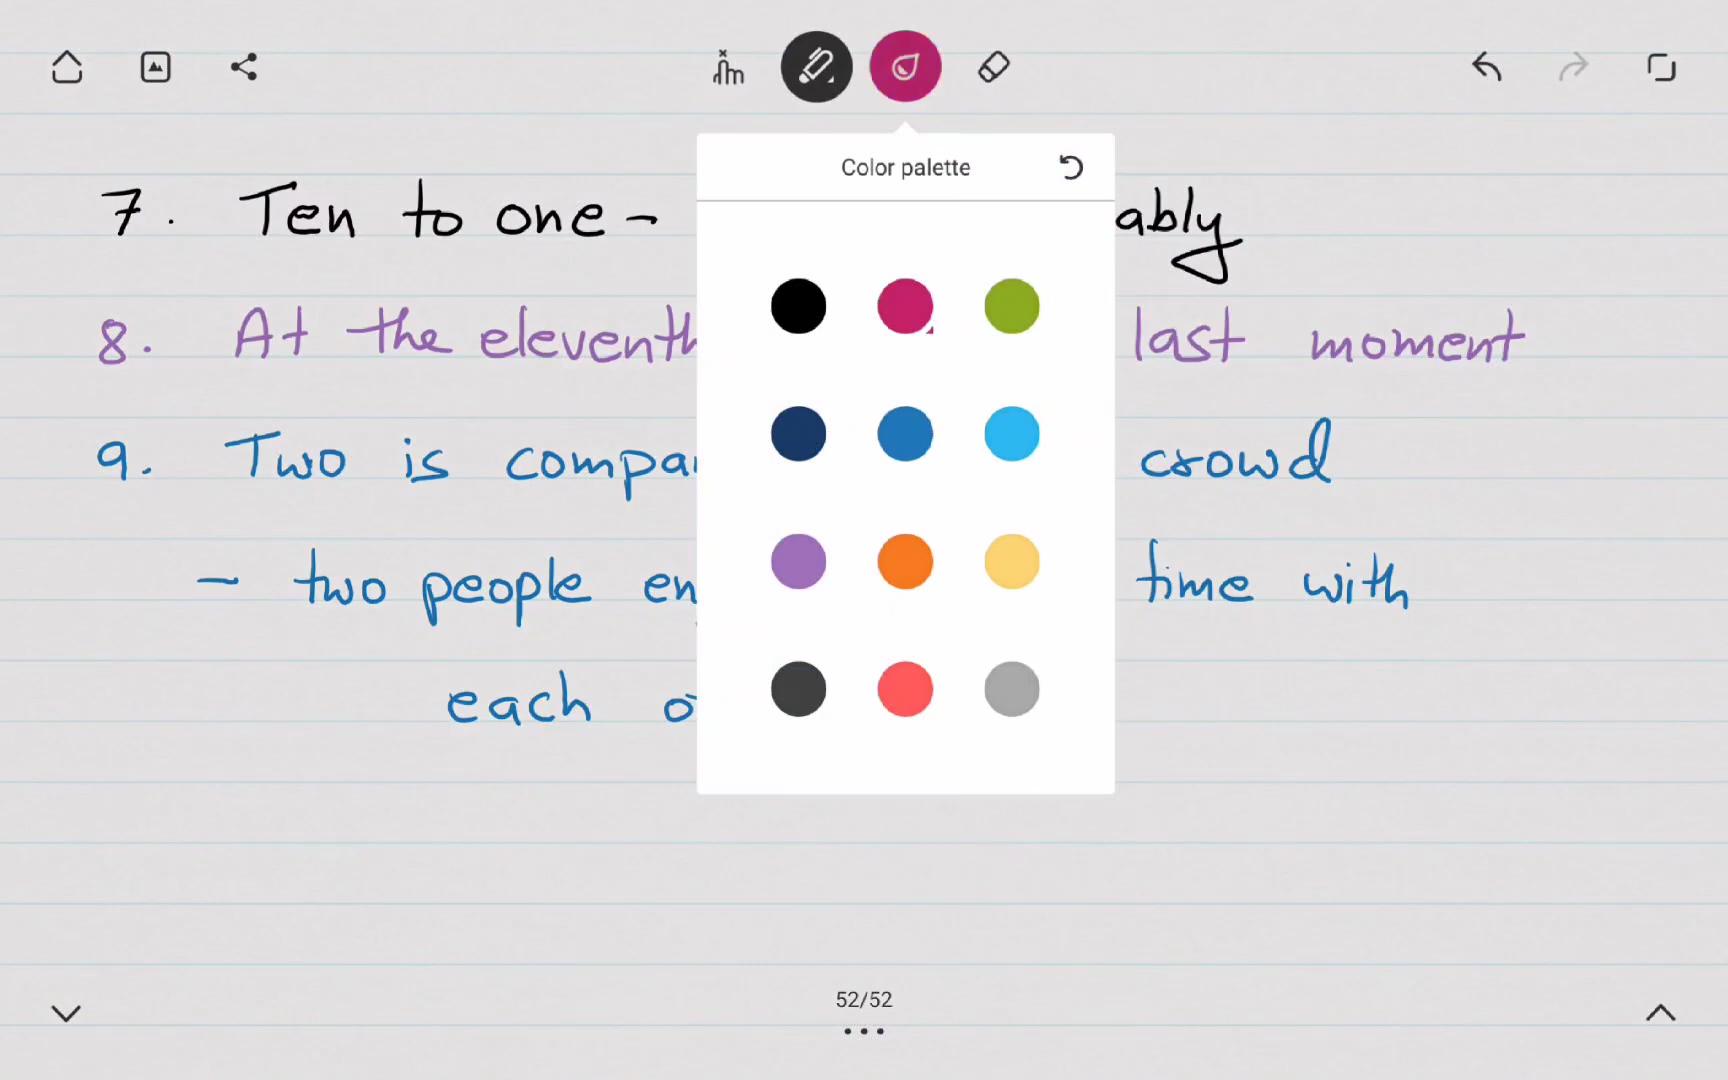 Color palette
7. Ten to one - ably
8. At the eleventh last moment
9. Two is compa crowd
- two people en time with
each o
52/52